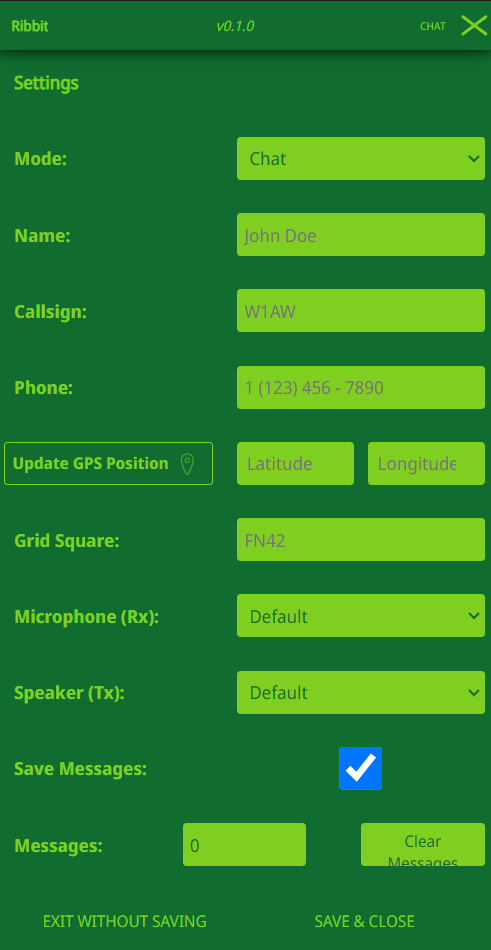 Ribbit v0.1.0 CHAT
Settings
Mode: Chat
Name: John Doe
Callsign: W1AW
Phone: 1 (123) 456 - 7890
Update GPS Position Latitude Longitude
Grid Square: FN42
Microphone (Rx): Default
Speaker (Tx): Default
Save Messages:
Messages: 0 Clear
Messages
EXIT WITHOUT SAVING SAVE & CLOSE